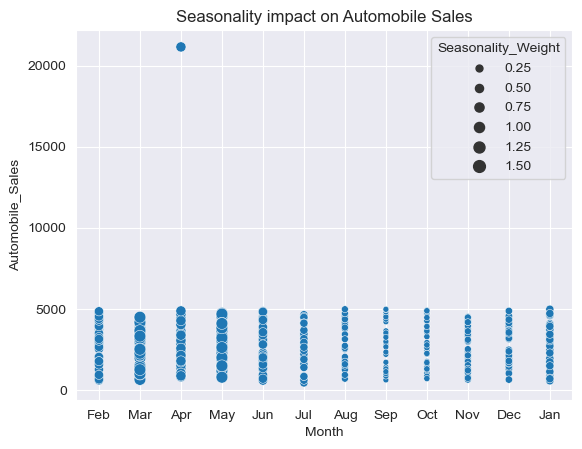 Seasonality impact on Automobile Sales
Seasonality_Weight
0.25
0.50
0.75
1.00
1.25
1.50
Automobile_Sales
20000
15000
10000
5000
0
Feb Mar Apr May Jun Jul Aug Sep Oct Nov Dec Jan
Month